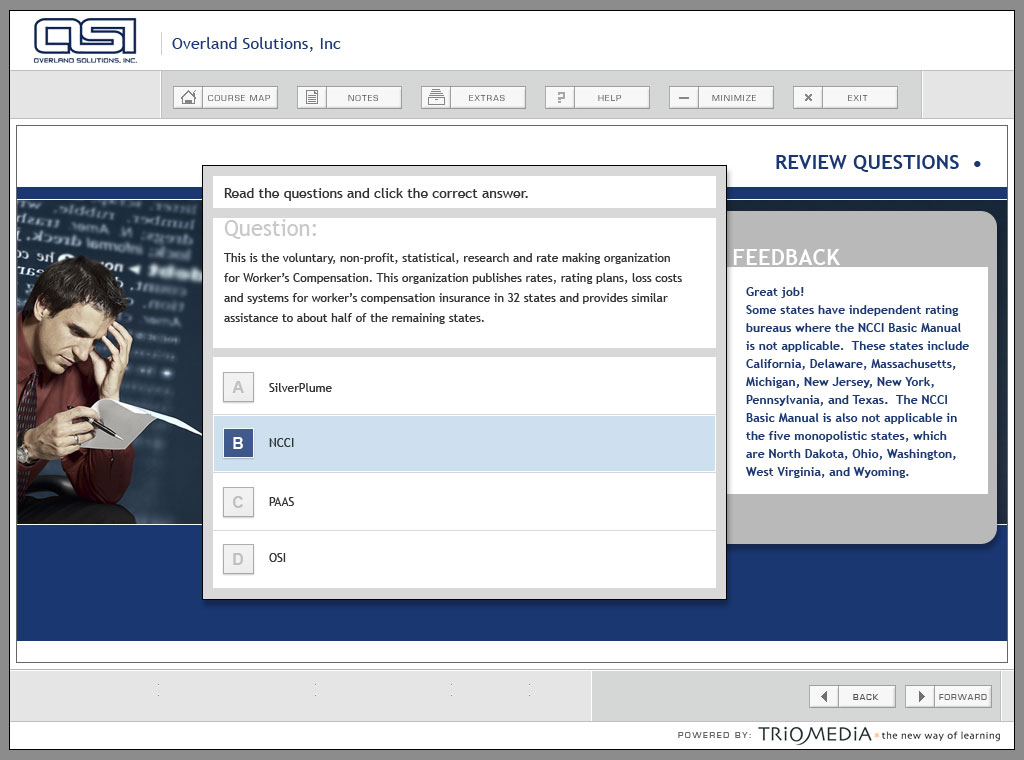 OSI
OVERLAND SOLUTIONS, INC.
Overland Solutions, Inc
COURSE MAP
NOTES
EXTRAS
HELP
MINIMIZE
EXIT
REVIEW QUESTIONS •
Read the questions and click the correct answer.
Question:
This is the voluntary, non-profit, statistical, research and rate making organization
for Worker's Compensation. This organization publishes rates, rating plans, loss costs
and systems for worker's compensation insurance in 32 states and provides similar
assistance to about half of the remaining states.
A SilverPlume
B NCCI
C PAAS
D OSI
FEEDBACK
Great job!
Some states have independent rating
bureaus where the NCCI Basic Manual
is not applicable. These states include
California, Delaware, Massachusetts,
Michigan, New Jersey, New York,
Pennsylvania, and Texas. The NCCI
Basic Manual is also not applicable in
the five monopolistic states, which
are North Dakota, Ohio, Washington,
West Virginia, and Wyoming.
BACK
FORWARD
POWERED BY: TRIOMEDIA • the new way of learning